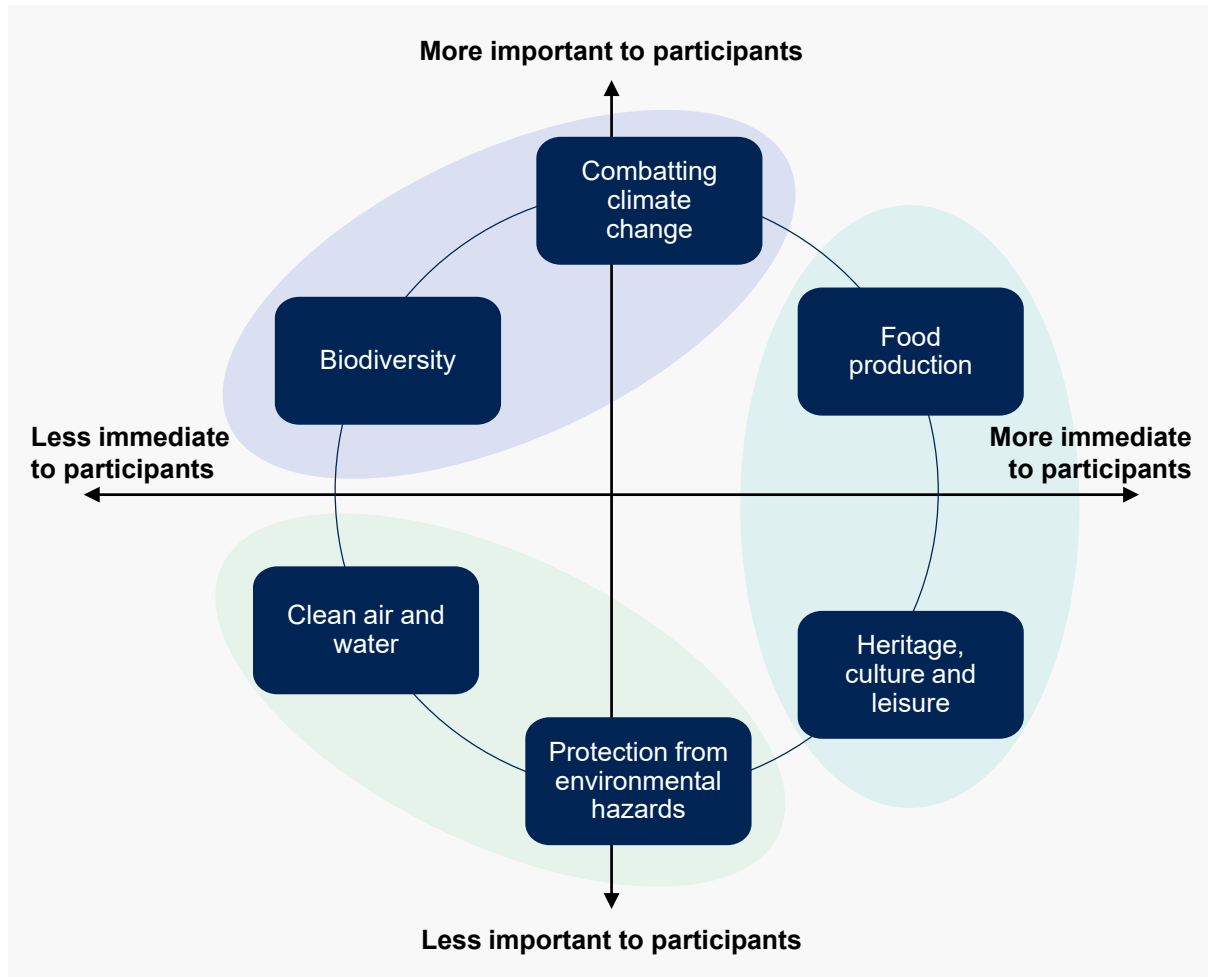 More important to participants
Combatting
climate
change
Biodiversity
Food
production
Less immediate
to participants
More immediate
to participants
Clean air and
water
Heritage,
culture and
leisure
Protection from
environmental
hazards
Less important to participants